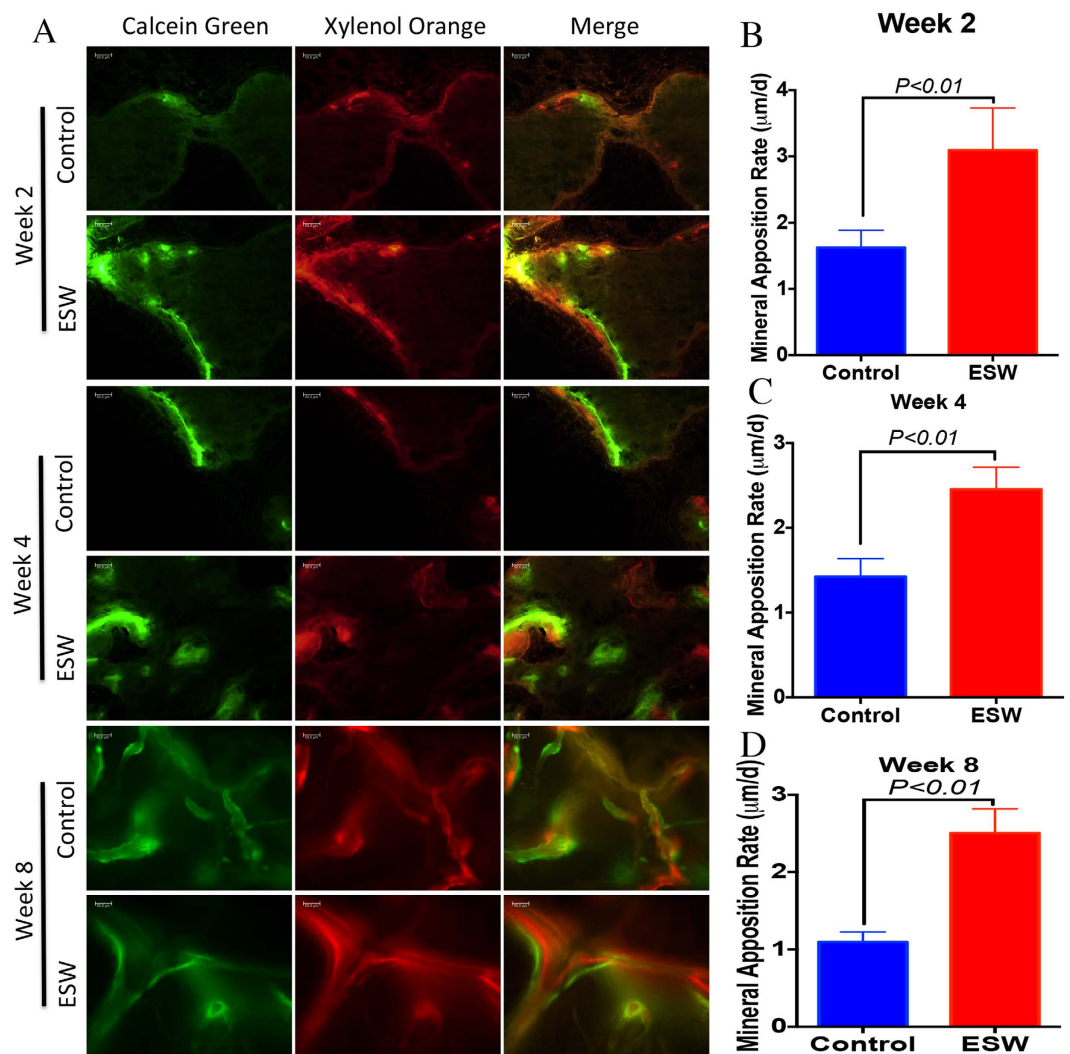 A
Calcein Green Xylenol Orange Merge
Week 2
Control
ESW
Week 4
Control
ESW
Week 8
Control
ESW
B
Week 2
Mineral Apposition Rate (μm/d)
P<0.01
4
3
2
1
0
Control ESW
C
Week 4
Mineral Apposition Rate (μm/d)
P<0.01
3
2
1
0
Control ESW
D
Week 8
Mineral Apposition Rate (μm/d)
P<0.01
3
2
1
0
Control ESW